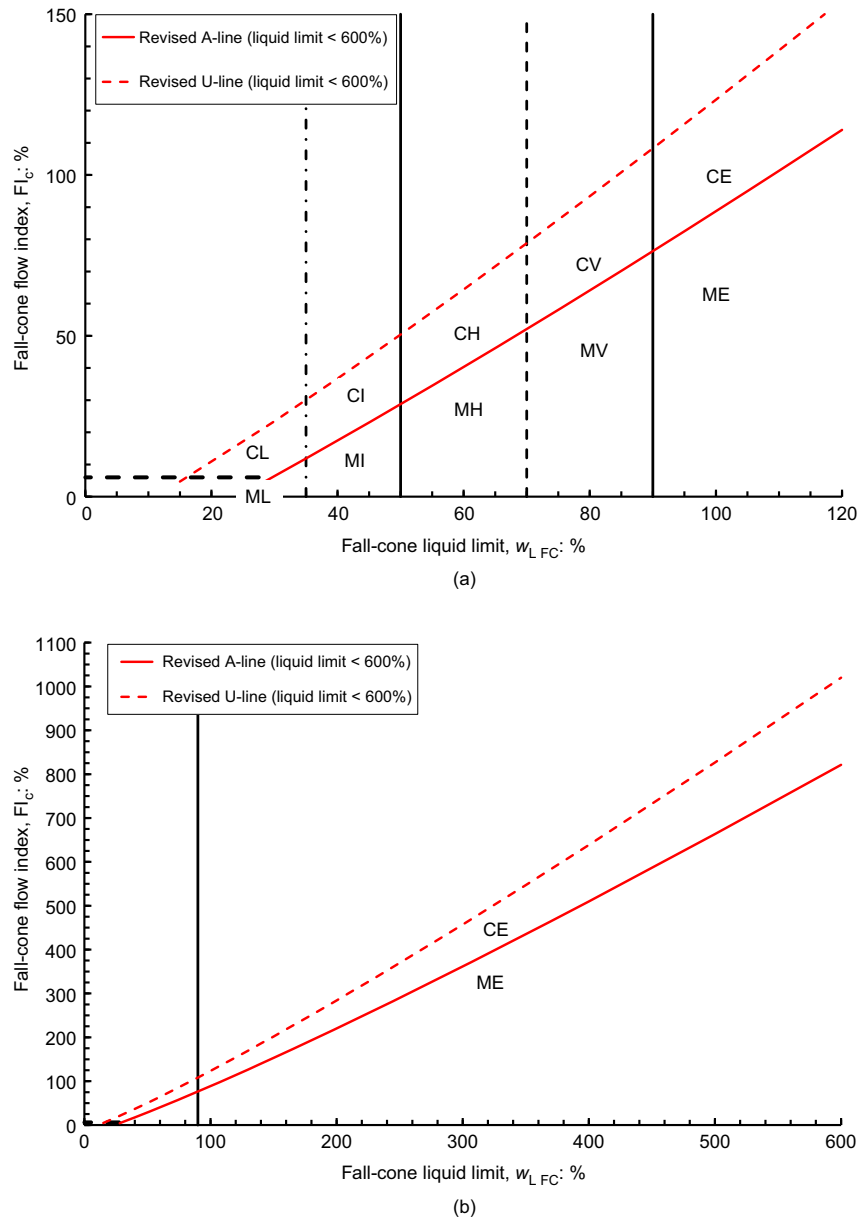 150
Revised A-line (liquid limit < 600%)
Revised U-line (liquid limit < 600%)
100
50
0
Fall-cone flow index, FIc: %
CE
CV
ME
CH
MV
CI
MH
CL
MI
ML
0 20 40 60 80 100 120
Fall-cone liquid limit, wL FC: %
(a)
1100
1000
900
800
700
600
500
400
300
200
100
0
Revised A-line (liquid limit < 600%)
Revised U-line (liquid limit < 600%)
Fall-cone flow index, FIc: %
CE
ME
0 100 200 300 400 500 600
Fall-cone liquid limit, wL FC: %
(b)